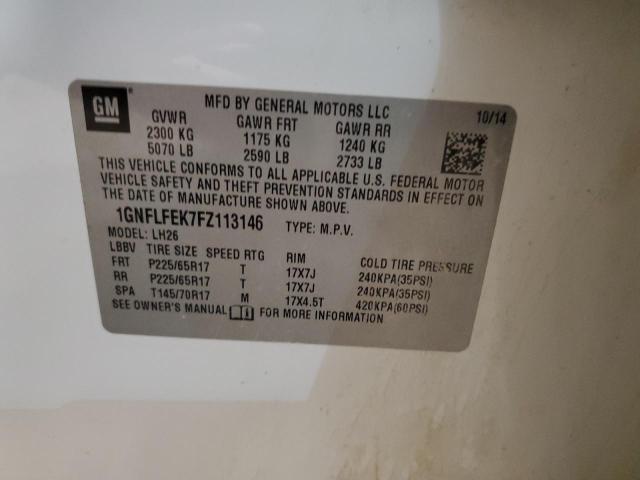 GM
MFD BY GENERAL MOTORS LLC 10/14
GVWR GAWR FRT GAWR RR
2300 KG 1175 KG 1240 KG
5070 LB 2590 LB 2733 LB
THIS VEHICLE CONFORMS TO ALL APPLICABLE U.S. FEDERAL MOTOR
VEHICLE SAFETY AND THEFT PREVENTION STANDARDS IN EFFECT ON
THE DATE OF MANUFACTURE SHOWN ABOVE.
1GNFLFEK7FZ113146 TYPE: M.P.V.
MODEL: LH26
LBBV TIRE SIZE SPEED RTG RIM COLD TIRE PRESSURE
FRT P225/65R17 T 17X7J 240KPA(35PSI)
RR P225/65R17 T 17X7J 240KPA(35PSI)
SPA T145/70R17 M 17X4.5T 420KPA(60PSI)
SEE OWNER'S MANUAL FOR MORE INFORMATION